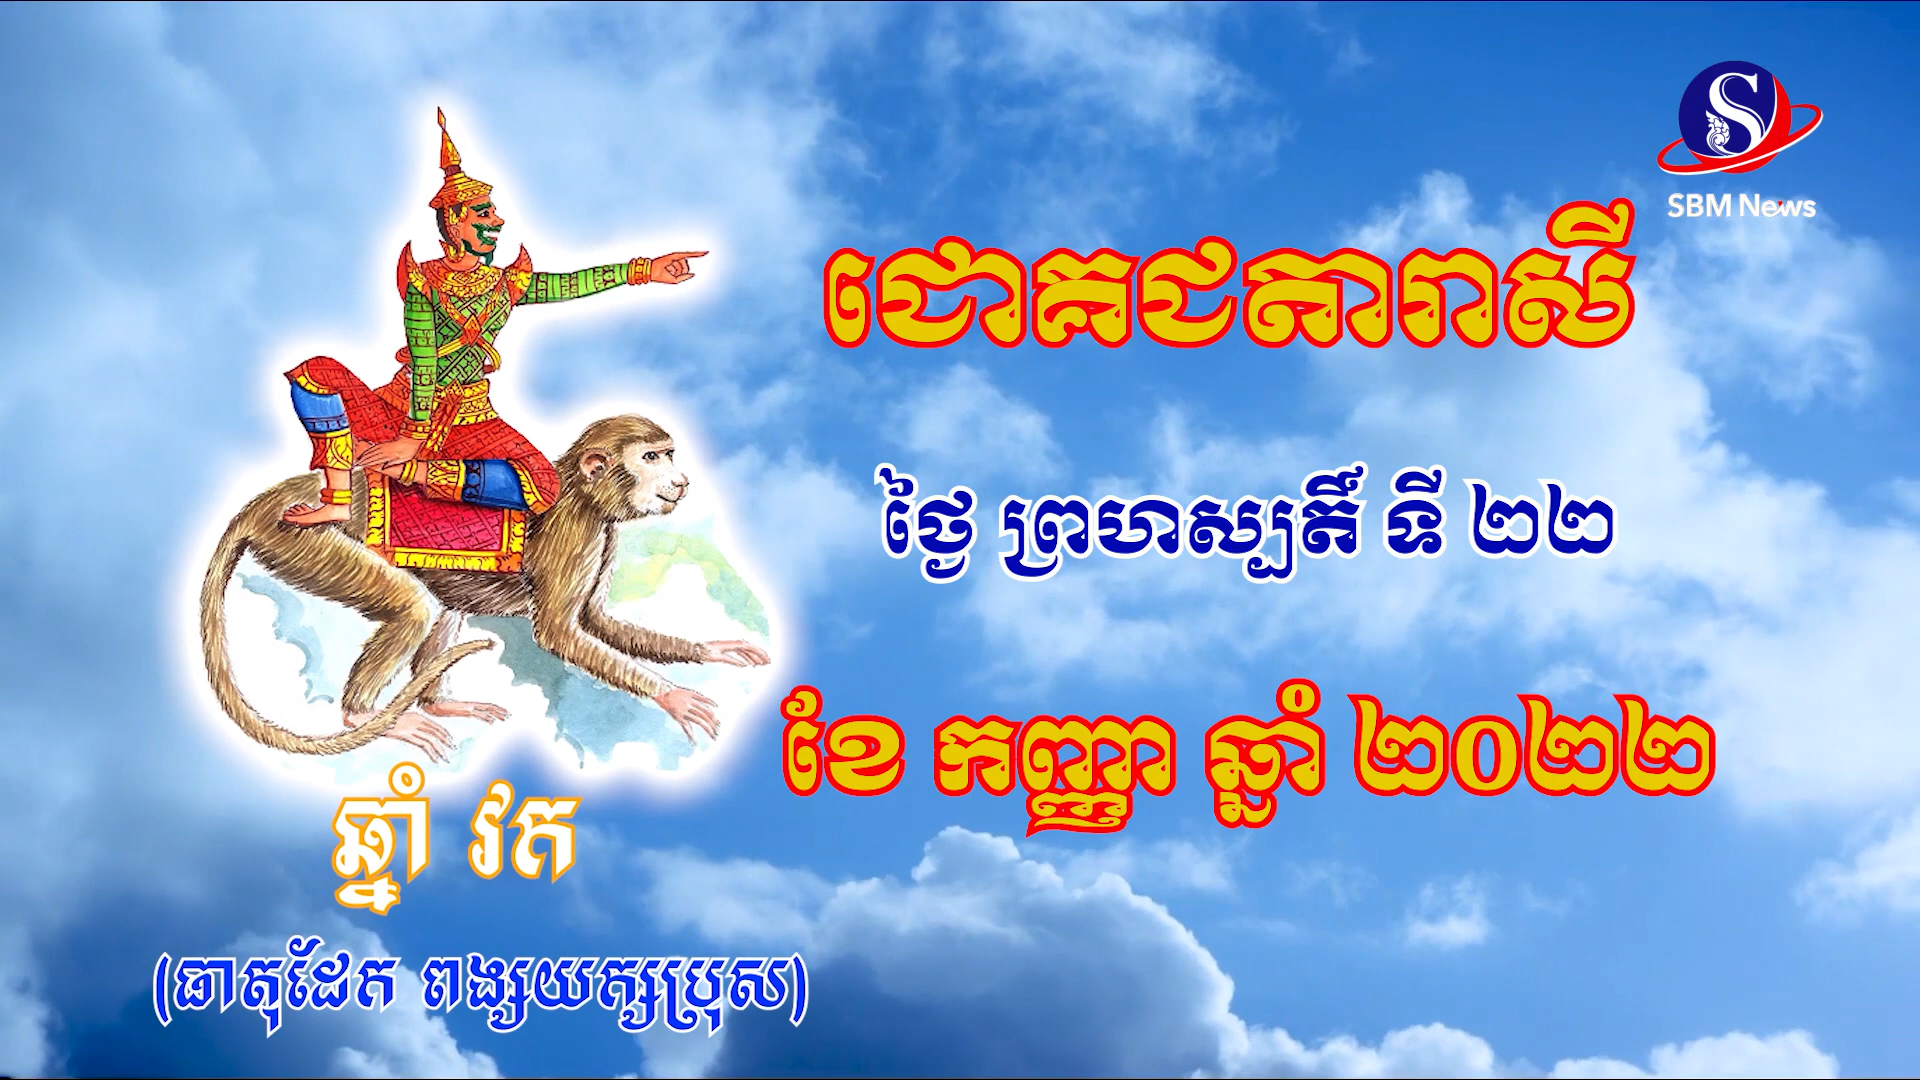 SBM News
ជោគជតារាសី
ថ្ងៃ ព្រហស្បតិ៍ ទី ២២
ខែ កញ្ញា ឆ្នាំ ២០២២
ឆ្នាំ វក
(ធាតុដែក ពង្សយក្សប្រុស)